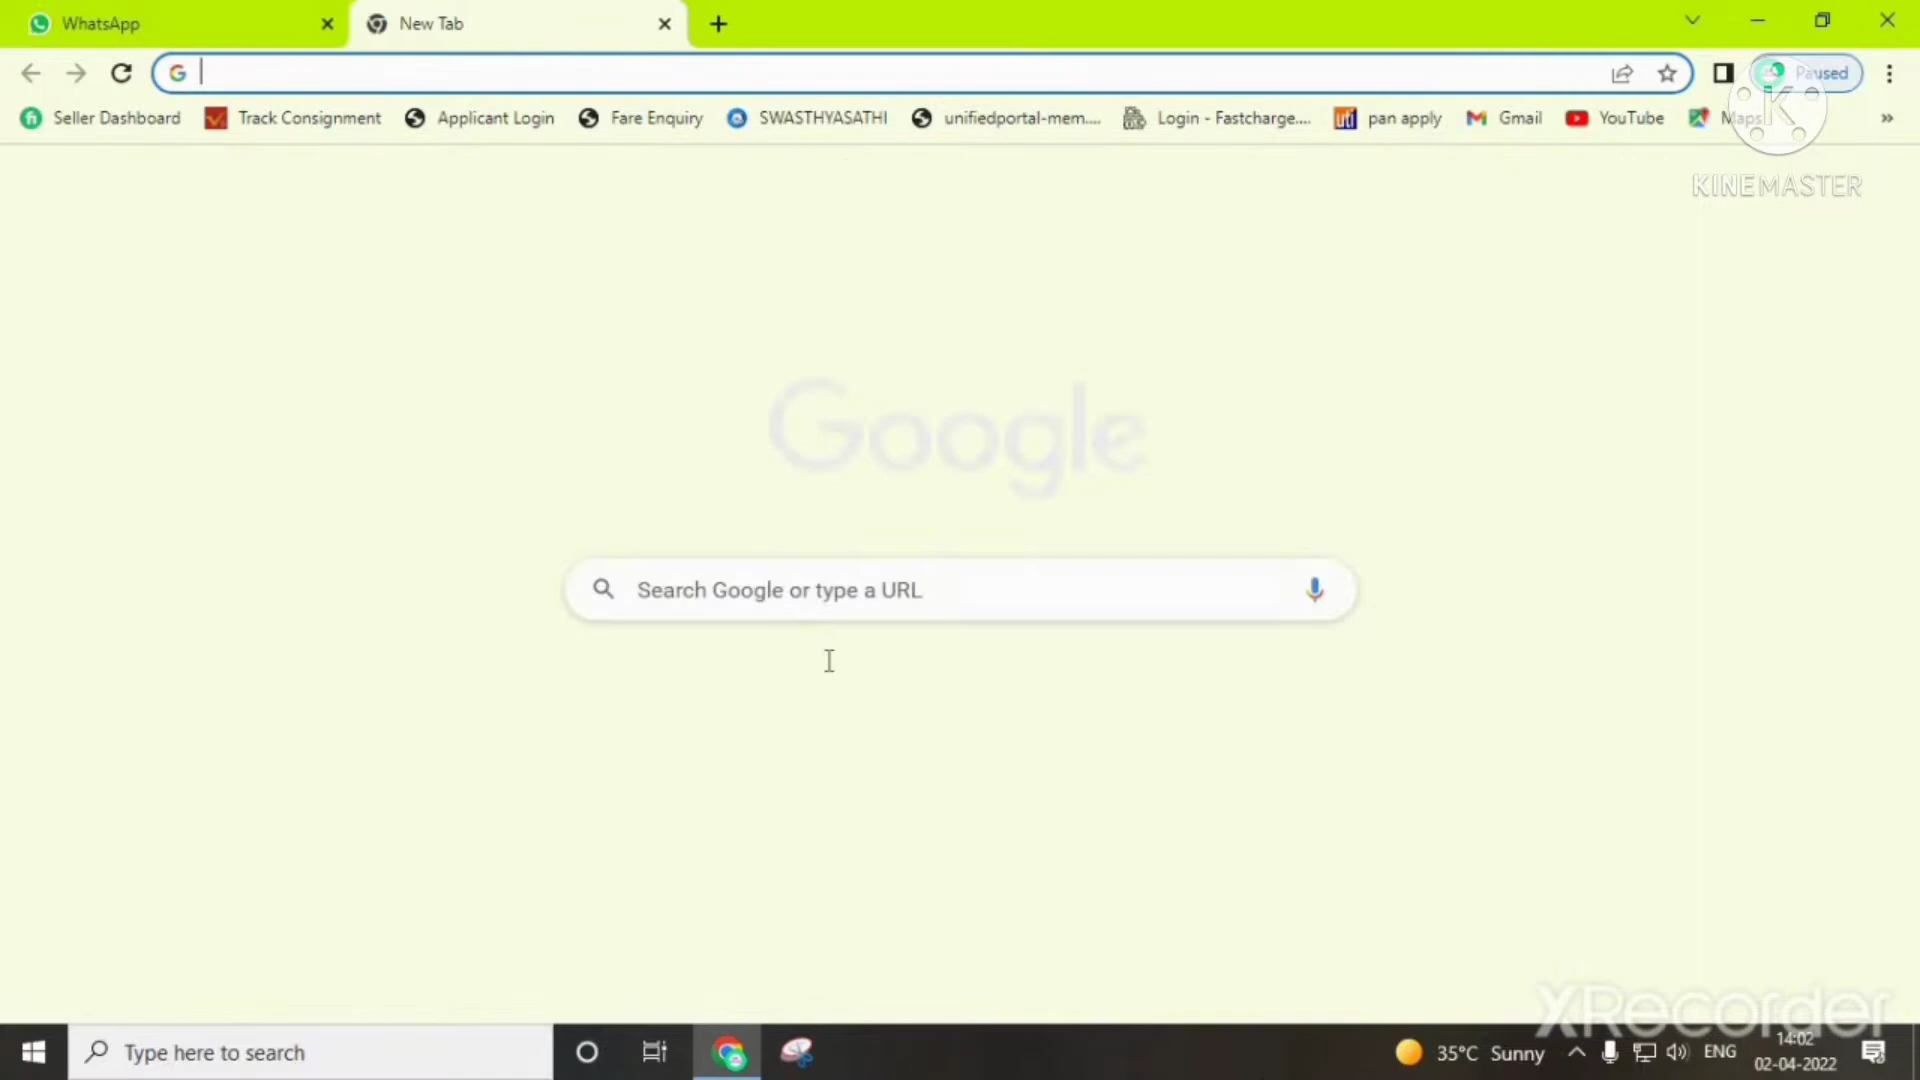 WhatsApp
New Tab
Paused
Seller Dashboard
Track Consignment
Applicant Login
Fare Enquiry
SWASTHYASATHI
unifiedportal-mem....
Login - Fastcharge....
pan apply
Gmail
YouTube
Maps
KINEMASTER
Google
Search Google or type a URL
XRecorder
Type here to search
35°C Sunny
ENG
14:02
02-04-2022